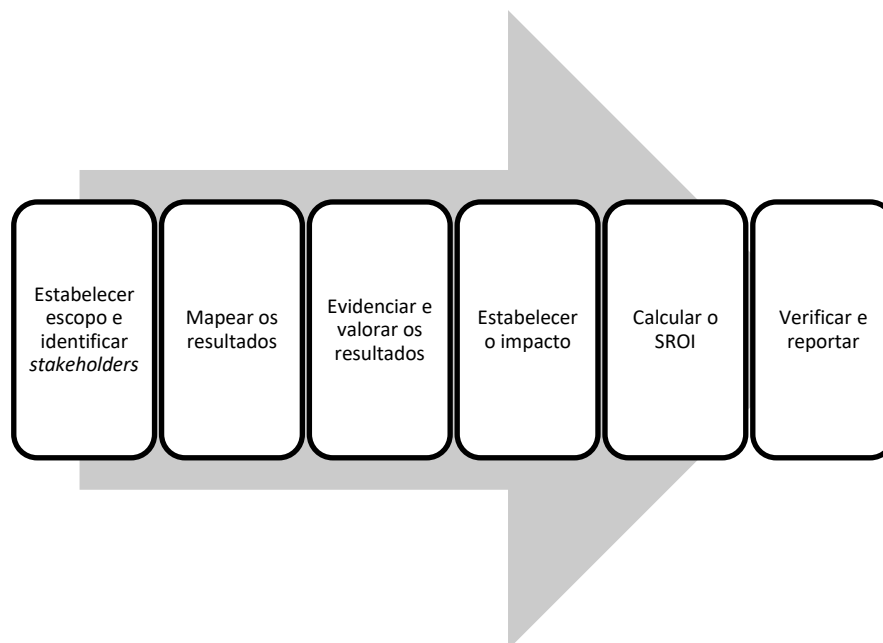 Estabelecer
escopo e
identificar
stakeholders
Mapear os
resultados
Evidenciar e
valorar os
resultados
Estabelecer
o impacto
Calcular o
SROI
Verificar e
reportar